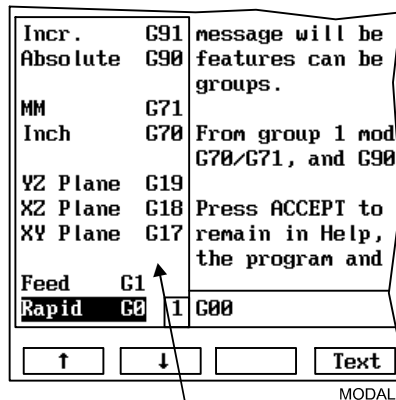 Incr. G91
Absolute G90
MM G71
Inch G70
YZ Plane G19
XZ Plane G18
XY Plane G17
Feed G1
Rapid G0
message will be
features can be
groups.
From group 1 mod
G70/G71, and G90
Press ACCEPT to
remain in Help,
the program and
1 G00
↑ ↓ Text
MODAL